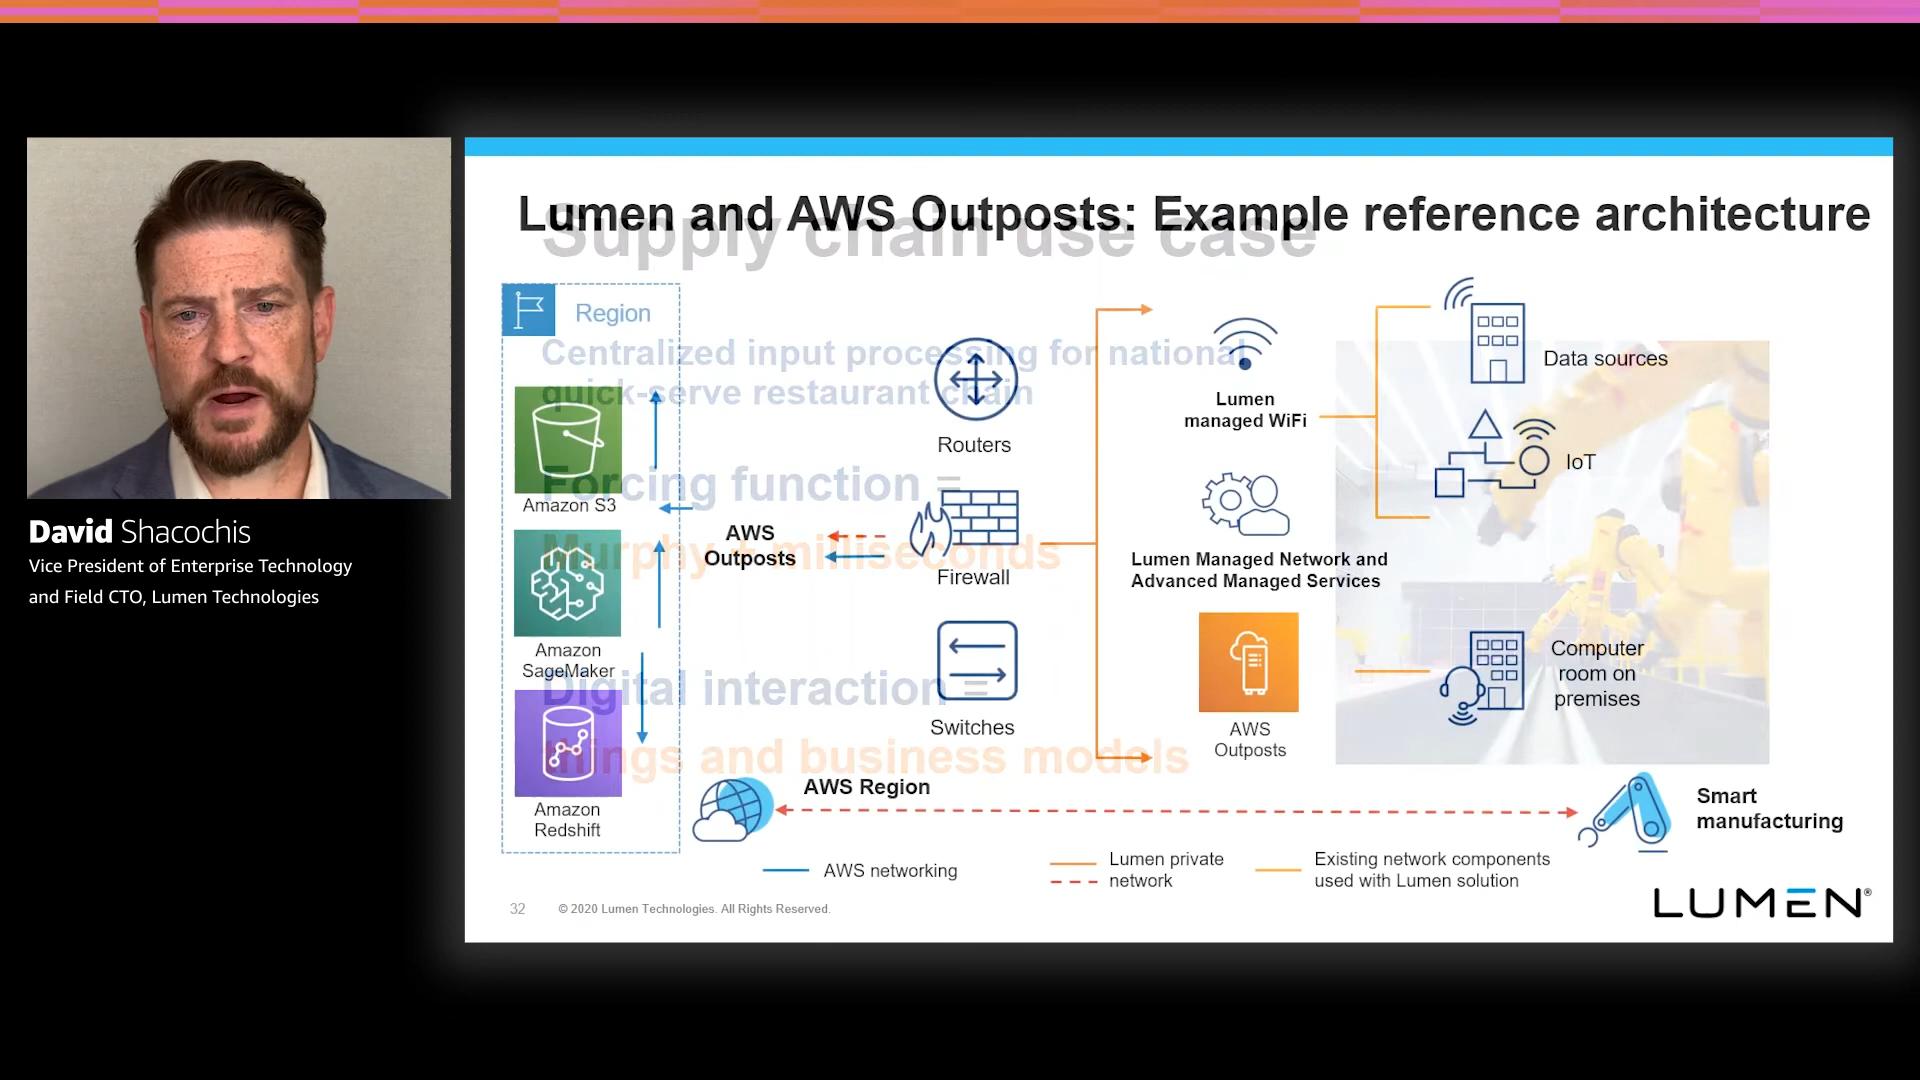 David Shacochis
Vice President of Enterprise Technology
and Field CTO, Lumen Technologies
Lumen and AWS Outposts: Example reference architecture
Supply chain use case
Centralized input processing for national
quick-serve restaurant chain
Forcing function =
Murphy + milliseconds
Digital interaction =
things and business models
Region
Amazon S3
Amazon
SageMaker
Amazon
Redshift
AWS
Outposts
Routers
Firewall
Switches
Lumen
managed WiFi
Lumen Managed Network and
Advanced Managed Services
AWS
Outposts
Data sources
IoT
Computer
room on
premises
AWS Region
Smart
manufacturing
AWS networking
Lumen private
network
Existing network components
used with Lumen solution
32
© 2020 Lumen Technologies. All Rights Reserved.
LUMEN®